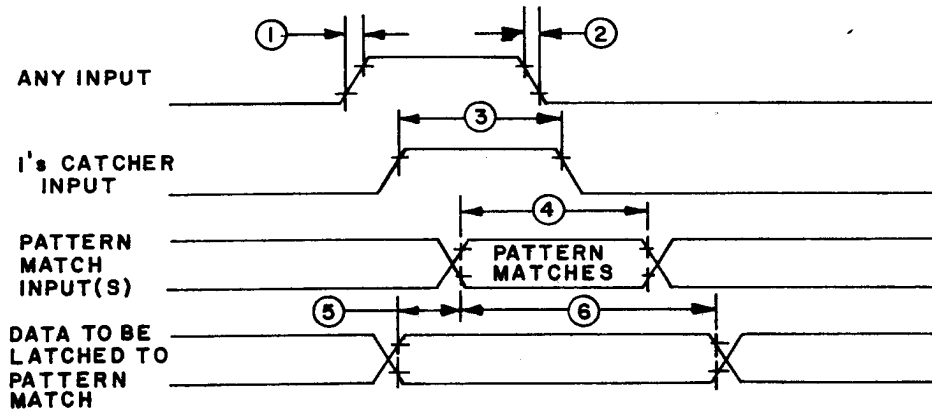 1
2
ANY INPUT
3
1's CATCHER
INPUT
4
PATTERN
MATCH
INPUT(S)
PATTERN
MATCHES
5
6
DATA TO BE
LATCHED TO
PATTERN
MATCH